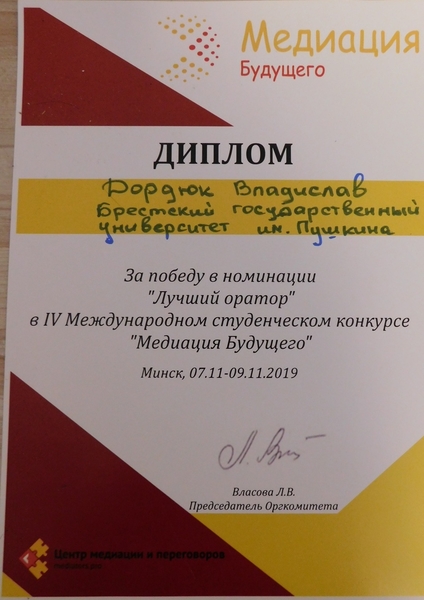 Медиация
Будущего
ДИПЛОМ
Дордюк Владислав
Брестский государственный
университет им. Пушкина
За победу в номинации
"Лучший оратор"
в IV Международном студенческом конкурсе
"Медиация Будущего"
Минск, 07.11-09.11.2019
Власова Л.В.
Председатель Оргкомитета
Центр медиации и переговоров